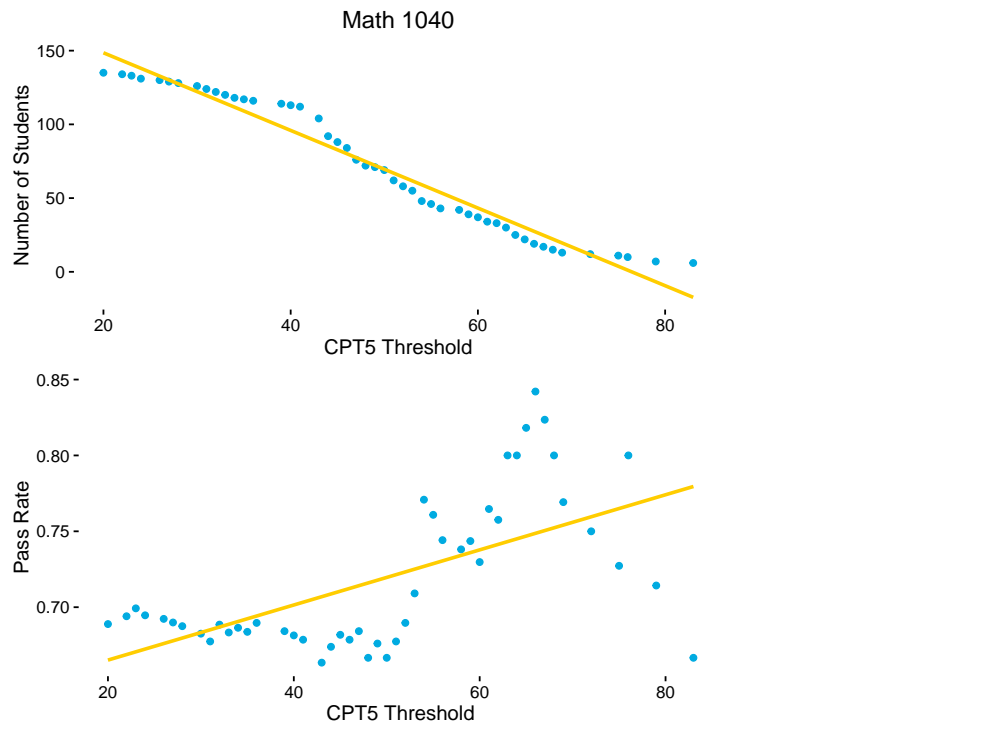 Math 1040
Number of Students
150
100
50
0
20 40 60 80
CPT5 Threshold
Pass Rate
0.85
0.80
0.75
0.70
20 40 60 80
CPT5 Threshold